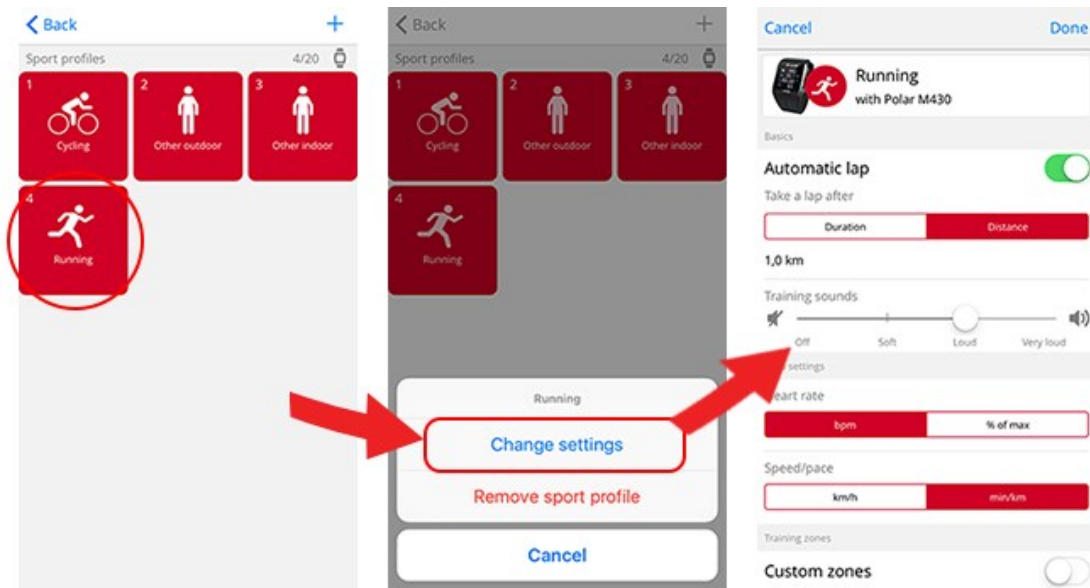 Back
Sport profiles 4/20
1 2 3
Cycling Other outdoor Other indoor
4
Running
Back
Sport profiles 4/20
1 2 3
Cycling Other outdoor Other indoor
4
Running
Running
Change settings
Remove sport profile
Cancel
Cancel Done
Running
with Polar M430
Basics
Automatic lap
Take a lap after
Duration Distance
1,0 km
Training sounds
Off Soft Loud Very loud
settings
eart rate
bpm % of max
Speed/pace
km/h min/km
Training zones
Custom zones